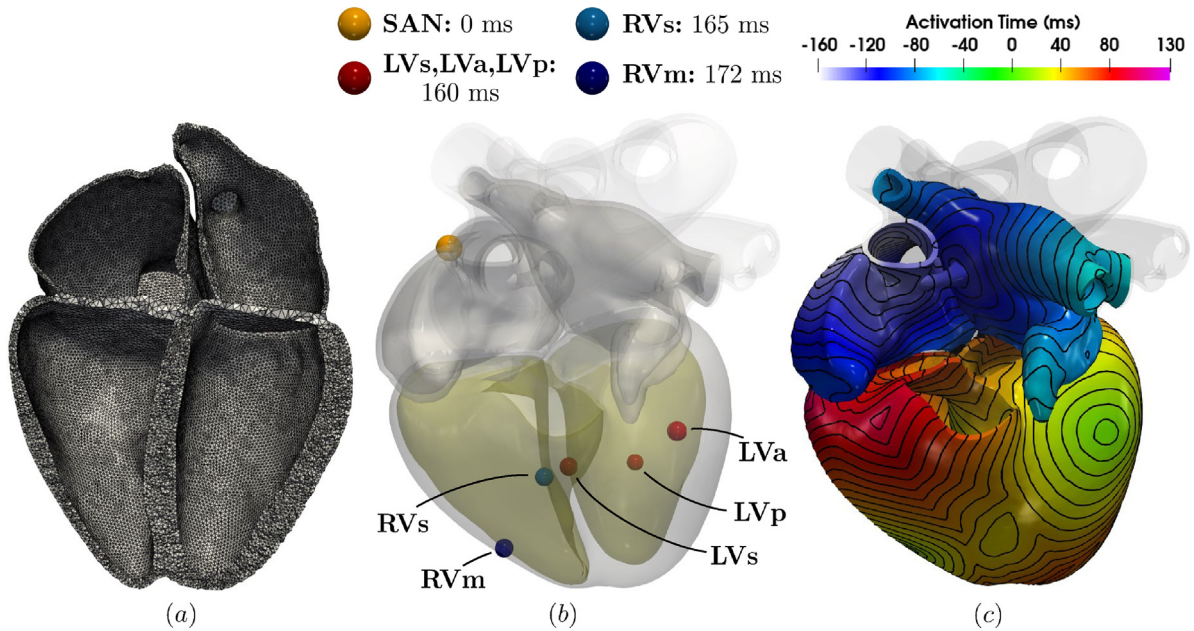 SAN: 0 ms
LVs,LVa,LVp:
160 ms
RVs: 165 ms
RVm: 172 ms
Activation Time (ms)
-160 -120 -80 -40 0 40 80 130
RVs
RVm
LVa
LVp
LVs
(a)
(b)
(c)